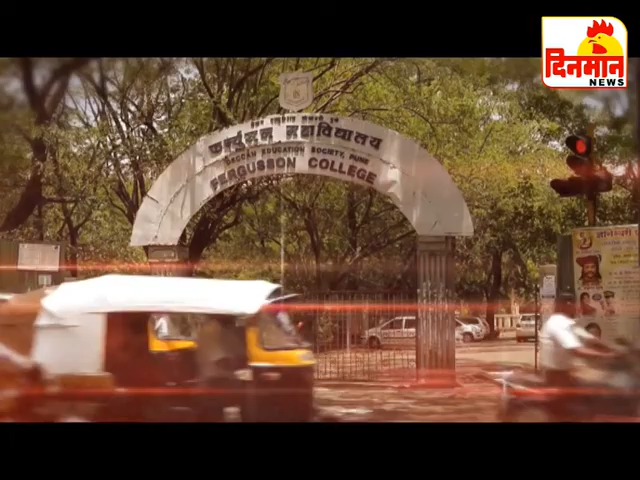 दिनमान
NEWS
फर्ग्युसन महाविद्यालय
DECCAN EDUCATION SOCIETY, PUNE
FERGUSSON COLLEGE